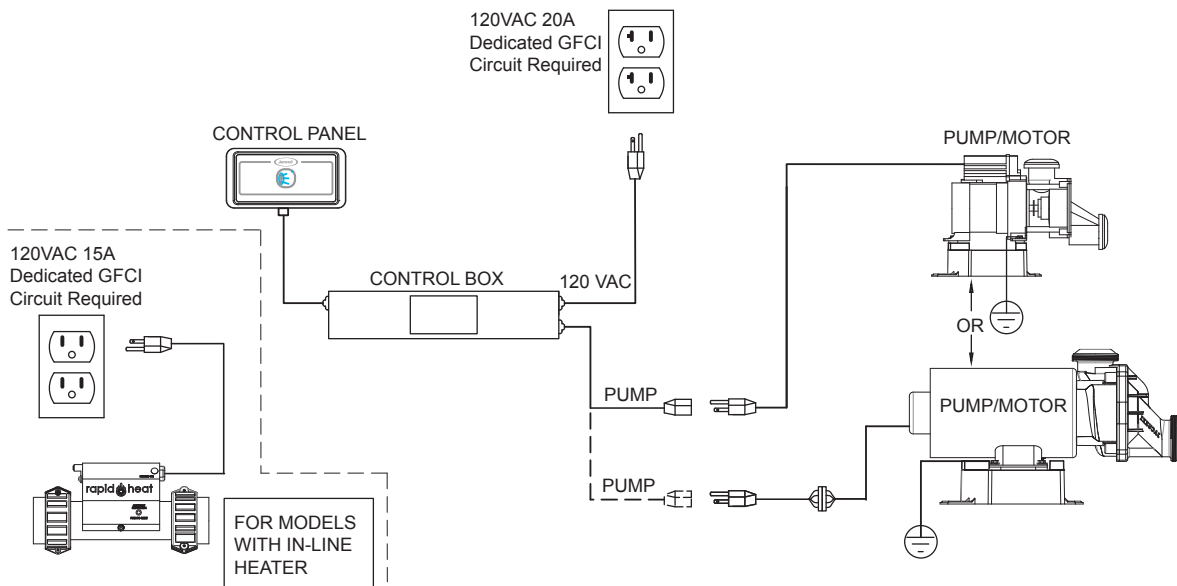 120VAC 20A
Dedicated GFCI
Circuit Required
CONTROL PANEL
PUMP/MOTOR
120VAC 15A
Dedicated GFCI
Circuit Required
CONTROL BOX
120 VAC
OR
PUMP
PUMP/MOTOR
PUMP
rapid heat
FOR MODELS
WITH IN-LINE
HEATER